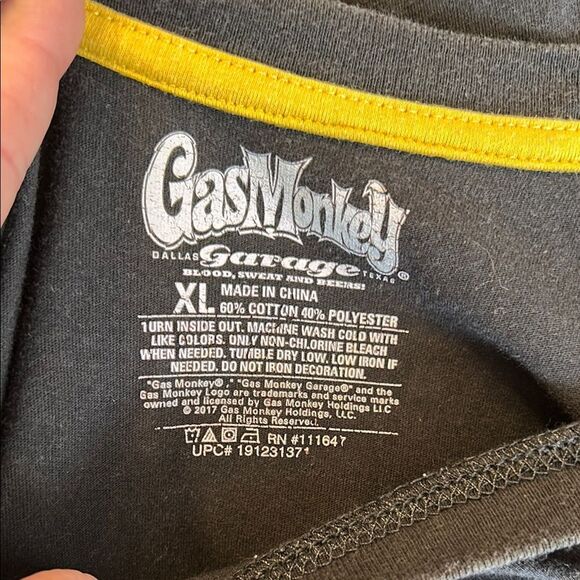 GasMonkey
DALLAS Garage TEXAS ®
BLOOD, SWEAT AND BEERS!
XL MADE IN CHINA
60% COTTON 40% POLYESTER
TURN INSIDE OUT. MACHINE WASH COLD WITH
LIKE COLORS. ONLY NON-CHLORINE BLEACH
WHEN NEEDED. TUMBLE DRY LOW. LOW IRON IF
NEEDED. DO NOT IRON DECORATION.
"Gas Monkey®," "Gas Monkey Garage®" and the
Gas Monkey Logo are trademarks and service marks
owned and licensed by Gas Monkey Holdings LLC
© 2017 Gas Monkey Holdings, LLC.
All Rights Reserved.
RN #111647
UPC# 191231371